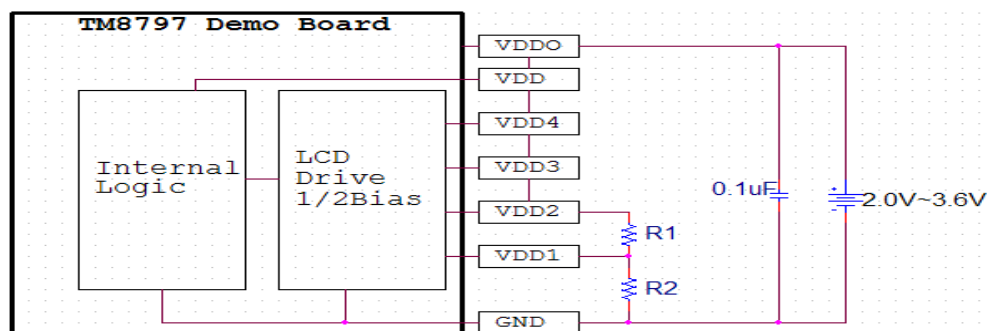 TM8797 Demo Board
VDDO
VDD
VDD4
VDD3
VDD2
VDD1
GND
Internal
Logic
LCD
Drive
1/2Bias
R1
R2
0.1uF
2.0V~3.6V